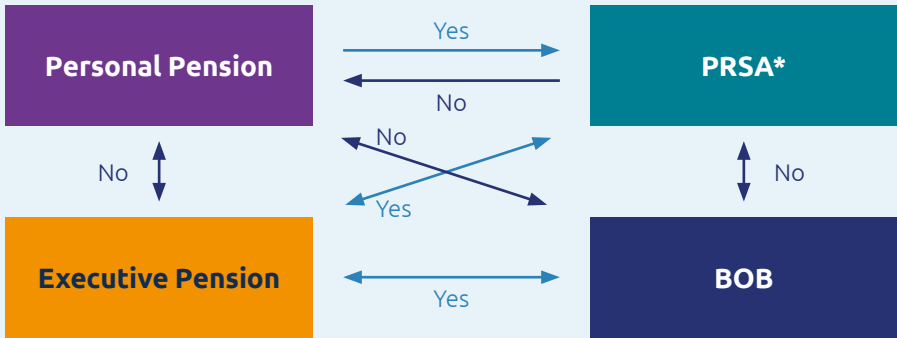 Yes
Personal Pension
PRSA*
No
No
No
No
Yes
Executive Pension
BOB
Yes